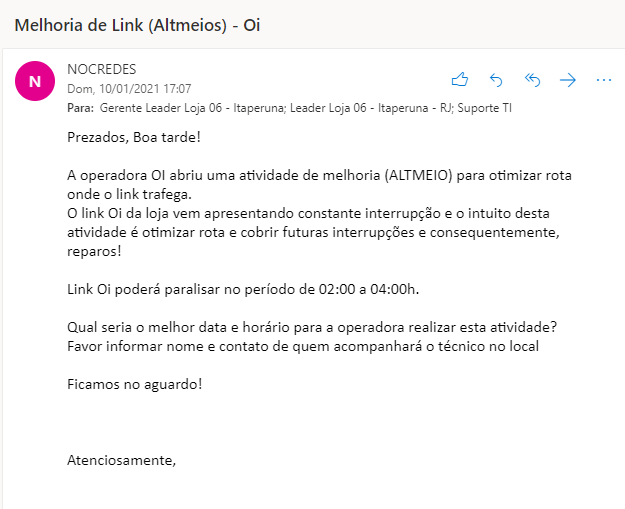 Melhoria de Link (Altmeios) - Oi
N
NOCREDES
Dom, 10/01/2021 17:07
Para: Gerente Leader Loja 06 - Itaperuna; Leader Loja 06 - Itaperuna - RJ; Suporte TI
Prezados, Boa tarde!
A operadora OI abriu uma atividade de melhoria (ALTMEIO) para otimizar rota
onde o link trafega.
O link Oi da loja vem apresentando constante interrupção e o intuito desta
atividade é otimizar rota e cobrir futuras interrupções e consequentemente,
reparos!
Link Oi poderá paralisar no período de 02:00 a 04:00h.
Qual seria o melhor data e horário para a operadora realizar esta atividade?
Favor informar nome e contato de quem acompanhará o técnico no local
Ficamos no aguardo!
Atenciosamente,